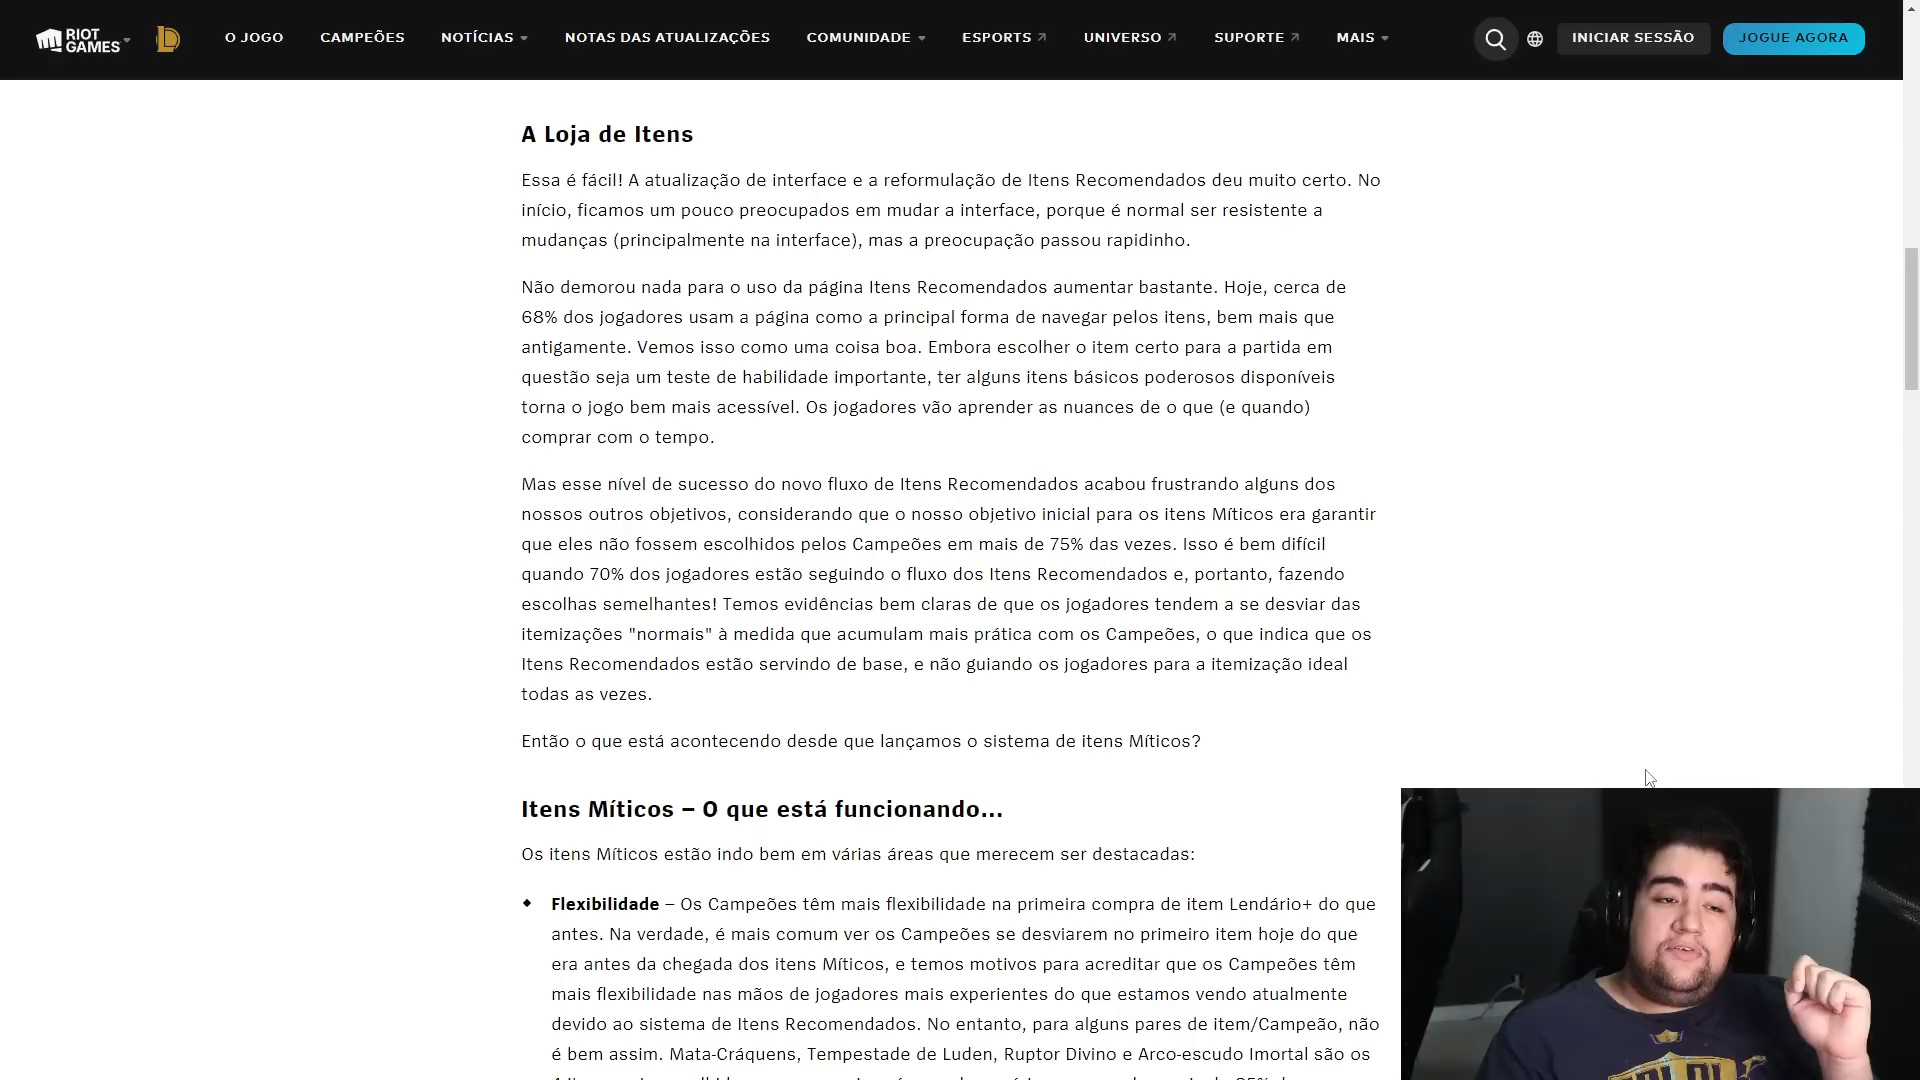 RIOT GAMES
O JOGO CAMPEÕES NOTÍCIAS NOTAS DAS ATUALIZAÇÕES COMUNIDADE ESPORTS UNIVERSO SUPORTE MAIS INICIAR SESSÃO JOGUE AGORA
A Loja de Itens
Essa é fácil! A atualização de interface e a reformulação de Itens Recomendados deu muito certo. No
início, ficamos um pouco preocupados em mudar a interface, porque é normal ser resistente a
mudanças (principalmente na interface), mas a preocupação passou rapidinho.
Não demorou nada para o uso da página Itens Recomendados aumentar bastante. Hoje, cerca de
68% dos jogadores usam a página como a principal forma de navegar pelos itens, bem mais que
antigamente. Vemos isso como uma coisa boa. Embora escolher o item certo para a partida em
questão seja um teste de habilidade importante, ter alguns itens básicos poderosos disponíveis
torna o jogo bem mais acessível. Os jogadores vão aprender as nuances de o que (e quando)
comprar com o tempo.
Mas esse nível de sucesso do novo fluxo de Itens Recomendados acabou frustrando alguns dos
nossos outros objetivos, considerando que o nosso objetivo inicial para os itens Míticos era garantir
que eles não fossem escolhidos pelos Campeões em mais de 75% das vezes. Isso é bem difícil
quando 70% dos jogadores estão seguindo o fluxo dos Itens Recomendados e, portanto, fazendo
escolhas semelhantes! Temos evidências bem claras de que os jogadores tendem a se desviar das
itemizações "normais" à medida que acumulam mais prática com os Campeões, o que indica que os
Itens Recomendados estão servindo de base, e não guiando os jogadores para a itemização ideal
todas as vezes.
Então o que está acontecendo desde que lançamos o sistema de itens Míticos?
Itens Míticos – O que está funcionando...
Os itens Míticos estão indo bem em várias áreas que merecem ser destacadas:
Flexibilidade – Os Campeões têm mais flexibilidade na primeira compra de item Lendário+ do que
antes. Na verdade, é mais comum ver os Campeões se desviarem no primeiro item hoje do que
era antes da chegada dos itens Míticos, e temos motivos para acreditar que os Campeões têm
mais flexibilidade nas mãos de jogadores mais experientes do que estamos vendo atualmente
devido ao sistema de Itens Recomendados. No entanto, para alguns pares de item/Campeão, não
é bem assim. Mata-Cráquens, Tempestade de Luden, Ruptor Divino e Arco-escudo Imortal são os